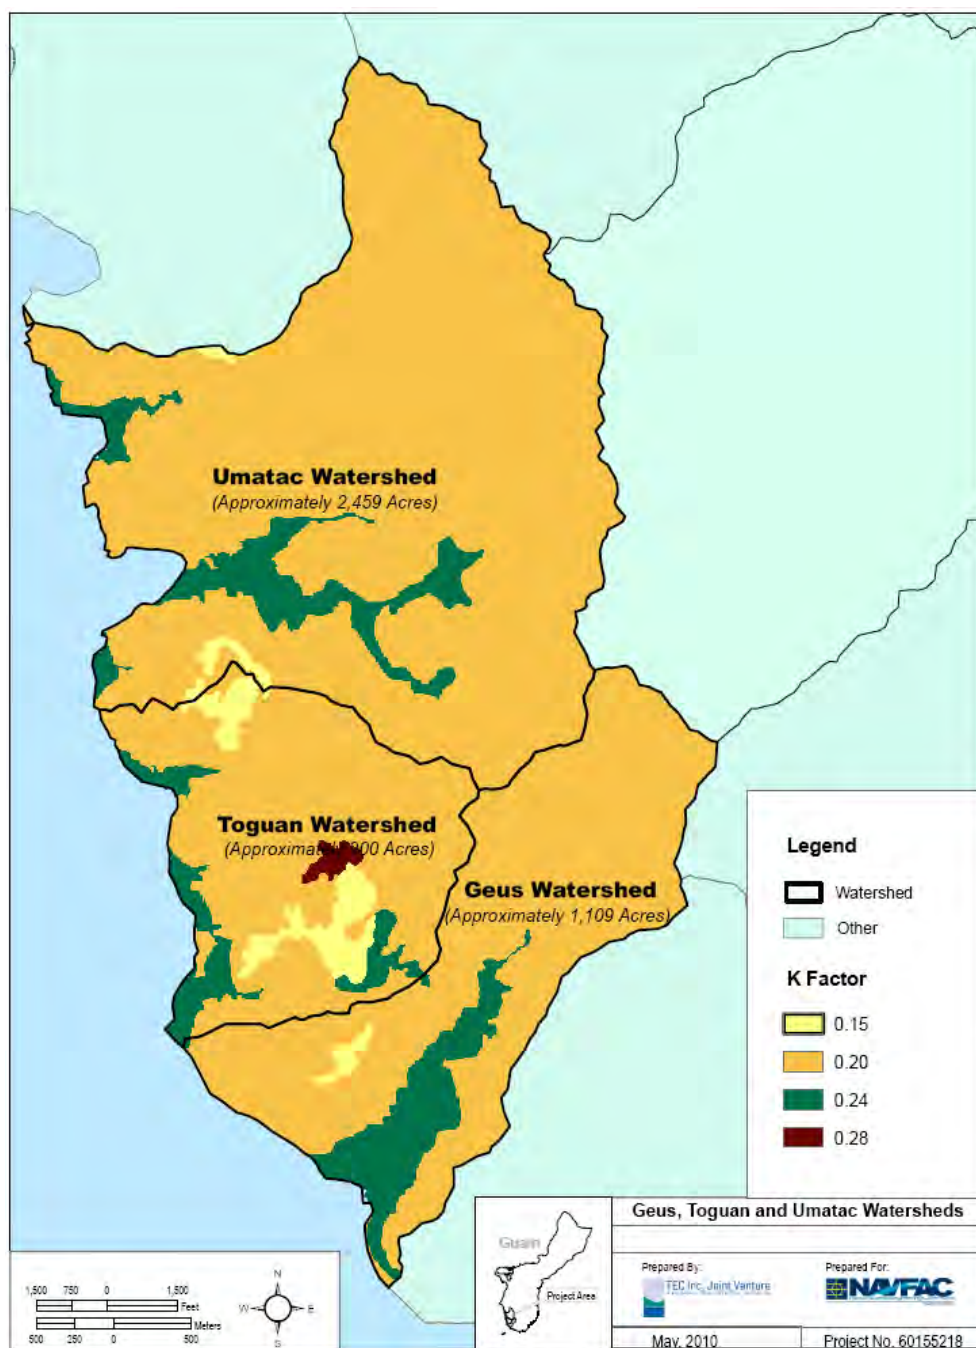 Umatac Watershed
(Approximately 2,459 Acres)
Toguan Watershed
(Approximately 900 Acres)
Geus Watershed
(Approximately 1,109 Acres)
Legend
Watershed
Other
K Factor
0.15
0.20
0.24
0.28
Geus, Toguan and Umatac Watersheds
Guam
Project Area
Prepared By:
TEC Inc. Joint Venture
Prepared For:
NAVFAC
May, 2010
Project No. 60155218
1,500 750 0 1,500
Feet
Meters
500 250 0 500
N
W E
S